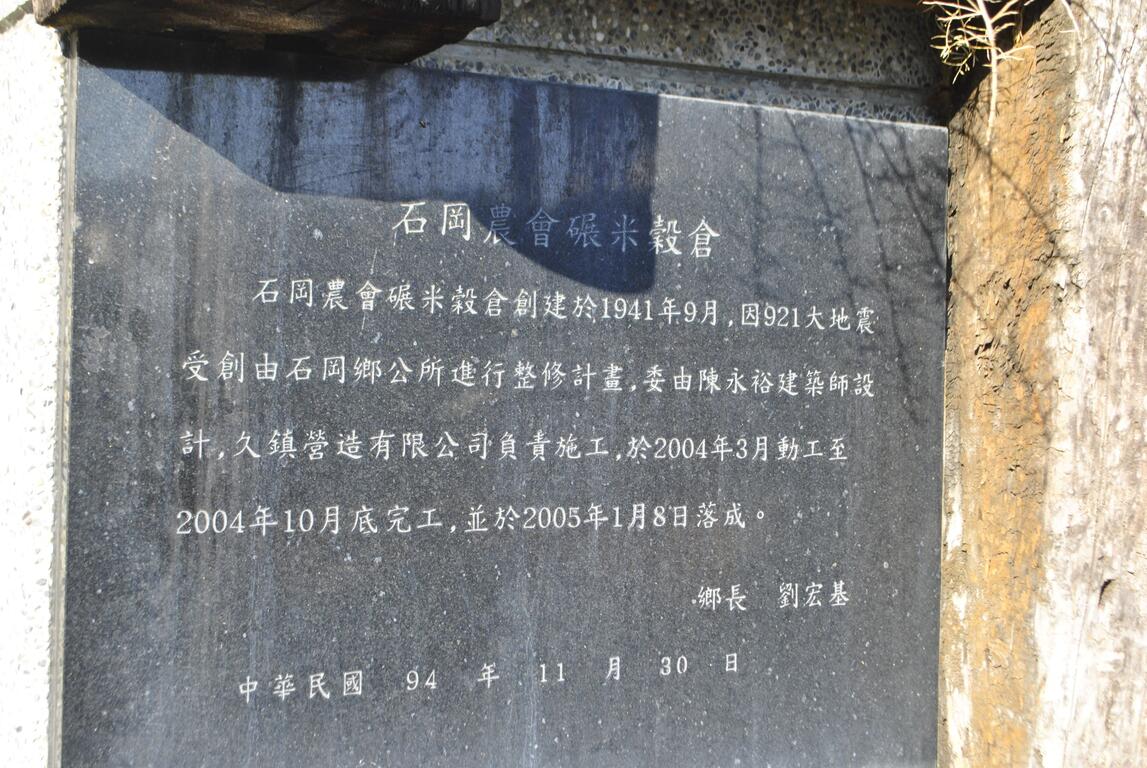 石岡農會碾米穀倉
石岡農會碾米穀倉創建於1941年9月,因921大地震
受創由石岡鄉公所進行整修計畫,委由陳永裕建築師設
計,久鎮營造有限公司負責施工,於2004年3月動工至
2004年10月底完工,並於2005年1月8日落成。
鄉長 劉宏基
中華民國 94 年 11 月 30 日